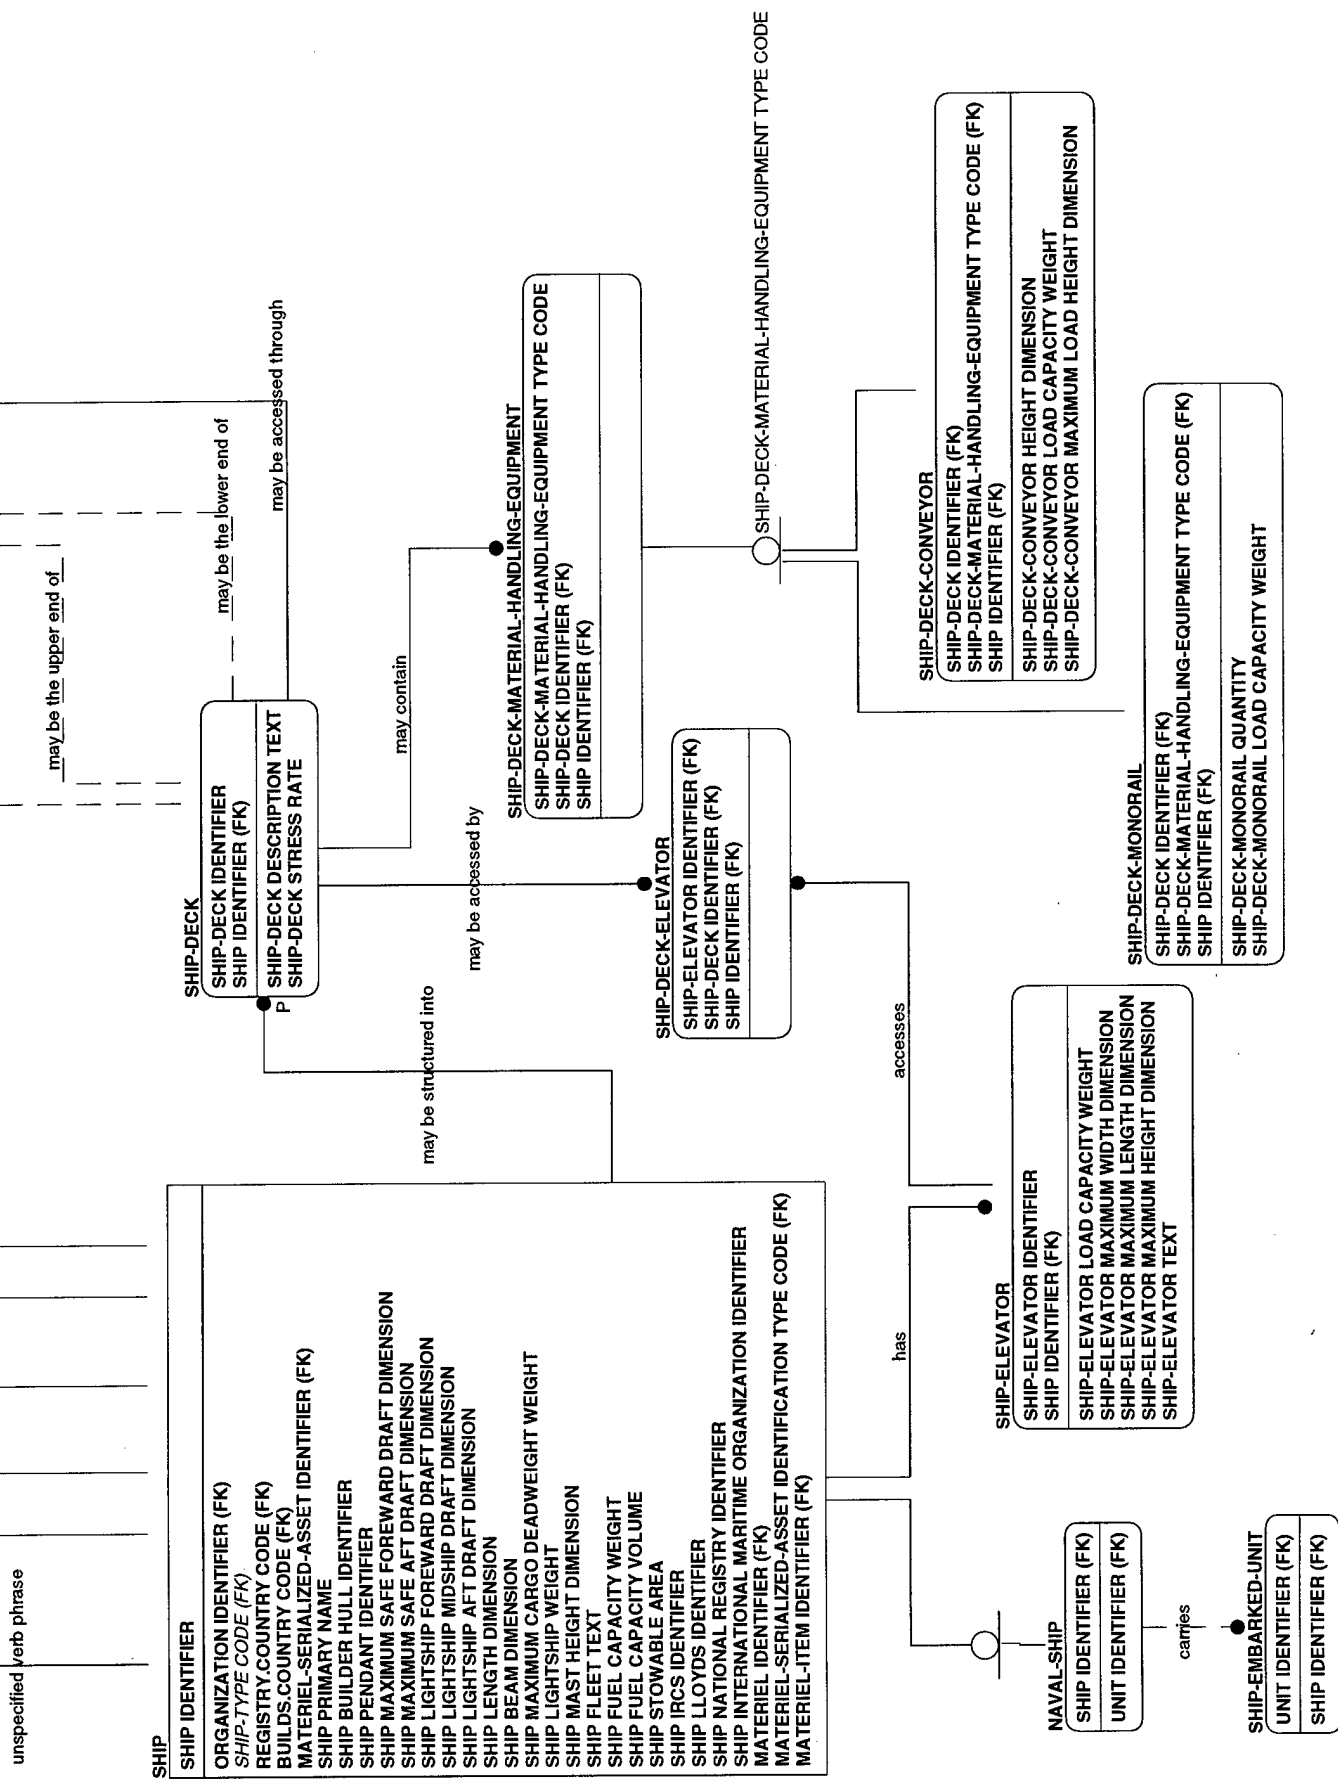 unspecified verb phrase
SHIP
SHIP IDENTIFIER
ORGANIZATION IDENTIFIER (FK)
SHIP-TYPE CODE (FK)
REGISTRY.COUNTRY CODE (FK)
BUILDS.COUNTRY CODE (FK)
MATERIEL-SERIALIZED-ASSET IDENTIFIER (FK)
SHIP PRIMARY NAME
SHIP BUILDER HULL IDENTIFIER
SHIP PENDANT IDENTIFIER
SHIP MAXIMUM SAFE FOREWARD DRAFT DIMENSION
SHIP MAXIMUM SAFE AFT DRAFT DIMENSION
SHIP LIGHTSHIP FOREWARD DRAFT DIMENSION
SHIP LIGHTSHIP MIDSHIP DRAFT DIMENSION
SHIP LIGHTSHIP AFT DRAFT DIMENSION
SHIP LENGTH DIMENSION
SHIP BEAM DIMENSION
SHIP MAXIMUM CARGO DEADWEIGHT WEIGHT
SHIP LIGHTSHIP WEIGHT
SHIP MAST HEIGHT DIMENSION
SHIP FLEET TEXT
SHIP FUEL CAPACITY WEIGHT
SHIP FUEL CAPACITY VOLUME
SHIP STOWABLE AREA
SHIP IRCS IDENTIFIER
SHIP LLOYDS IDENTIFIER
SHIP NATIONAL REGISTRY IDENTIFIER
SHIP INTERNATIONAL MARITIME ORGANIZATION IDENTIFIER
MATERIEL IDENTIFIER (FK)
MATERIEL-SERIALIZED-ASSET IDENTIFICATION TYPE CODE (FK)
MATERIEL-ITEM IDENTIFIER (FK)
may be the upper end of
may be the lower end of
may be accessed through
SHIP-DECK
SHIP-DECK IDENTIFIER
SHIP IDENTIFIER (FK)
SHIP-DECK DESCRIPTION TEXT
SHIP-DECK STRESS RATE
P
may be structured into
may be accessed by
may contain
SHIP-DECK-MATERIAL-HANDLING-EQUIPMENT
SHIP-DECK-MATERIAL-HANDLING-EQUIPMENT TYPE CODE
SHIP-DECK IDENTIFIER (FK)
SHIP IDENTIFIER (FK)
SHIP-DECK-ELEVATOR
SHIP-ELEVATOR IDENTIFIER (FK)
SHIP-DECK IDENTIFIER (FK)
SHIP IDENTIFIER (FK)
SHIP-DECK-MATERIAL-HANDLING-EQUIPMENT TYPE CODE
has
accesses
SHIP-DECK-CONVEYOR
SHIP-DECK IDENTIFIER (FK)
SHIP-DECK-MATERIAL-HANDLING-EQUIPMENT TYPE CODE (FK)
SHIP IDENTIFIER (FK)
SHIP-DECK-CONVEYOR HEIGHT DIMENSION
SHIP-DECK-CONVEYOR LOAD CAPACITY WEIGHT
SHIP-DECK-CONVEYOR MAXIMUM LOAD HEIGHT DIMENSION
SHIP-ELEVATOR
SHIP-ELEVATOR IDENTIFIER
SHIP IDENTIFIER (FK)
SHIP-ELEVATOR LOAD CAPACITY WEIGHT
SHIP-ELEVATOR MAXIMUM WIDTH DIMENSION
SHIP-ELEVATOR MAXIMUM LENGTH DIMENSION
SHIP-ELEVATOR MAXIMUM HEIGHT DIMENSION
SHIP-ELEVATOR TEXT
SHIP-DECK-MONORAIL
SHIP-DECK IDENTIFIER (FK)
SHIP-DECK-MATERIAL-HANDLING-EQUIPMENT TYPE CODE (FK)
SHIP IDENTIFIER (FK)
SHIP-DECK-MONORAIL QUANTITY
SHIP-DECK-MONORAIL LOAD CAPACITY WEIGHT
NAVAL-SHIP
SHIP IDENTIFIER (FK)
UNIT IDENTIFIER (FK)
carries
SHIP-EMBARKED-UNIT
UNIT IDENTIFIER (FK)
SHIP IDENTIFIER (FK)